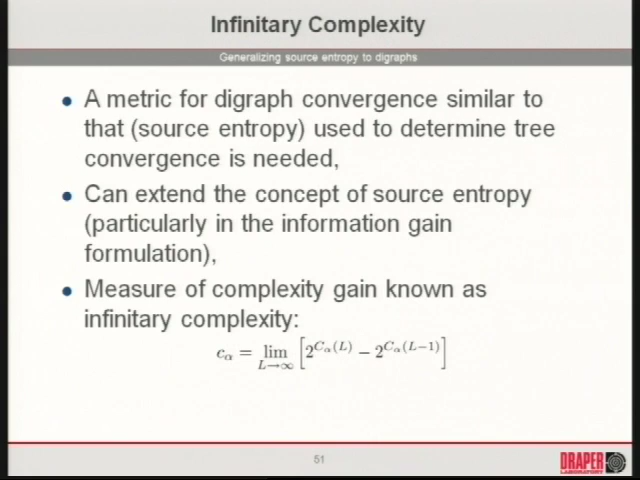 Infinitary Complexity
Generalizing source entropy to digraphs
• A metric for digraph convergence similar to
that (source entropy) used to determine tree
convergence is needed,
• Can extend the concept of source entropy
(particularly in the information gain
formulation),
• Measure of complexity gain known as
infinitary complexity:
c_α = lim_{L→∞} [2^{C_α(L)} − 2^{C_α(L−1)}]
51
DRAPER
LABORATORY